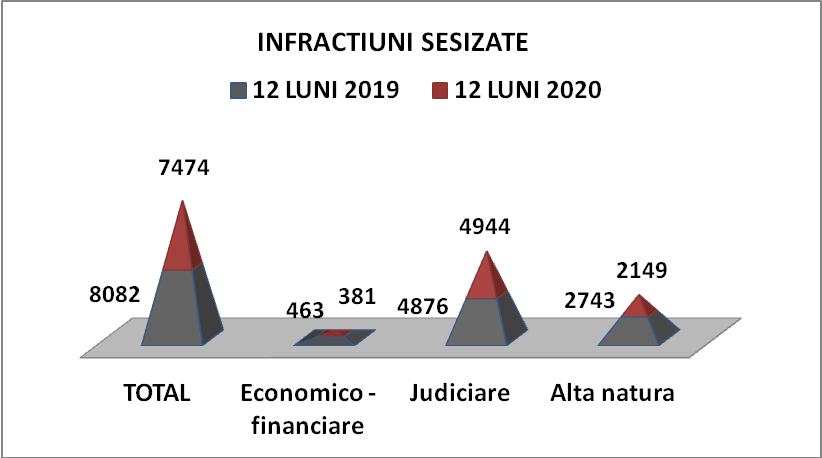 INFRACTIUNI SESIZATE
12 LUNI 2019 12 LUNI 2020
7474
8082
463 381
4944
4876
2149
2743
TOTAL Economico - Judiciare Alta natura
financiare